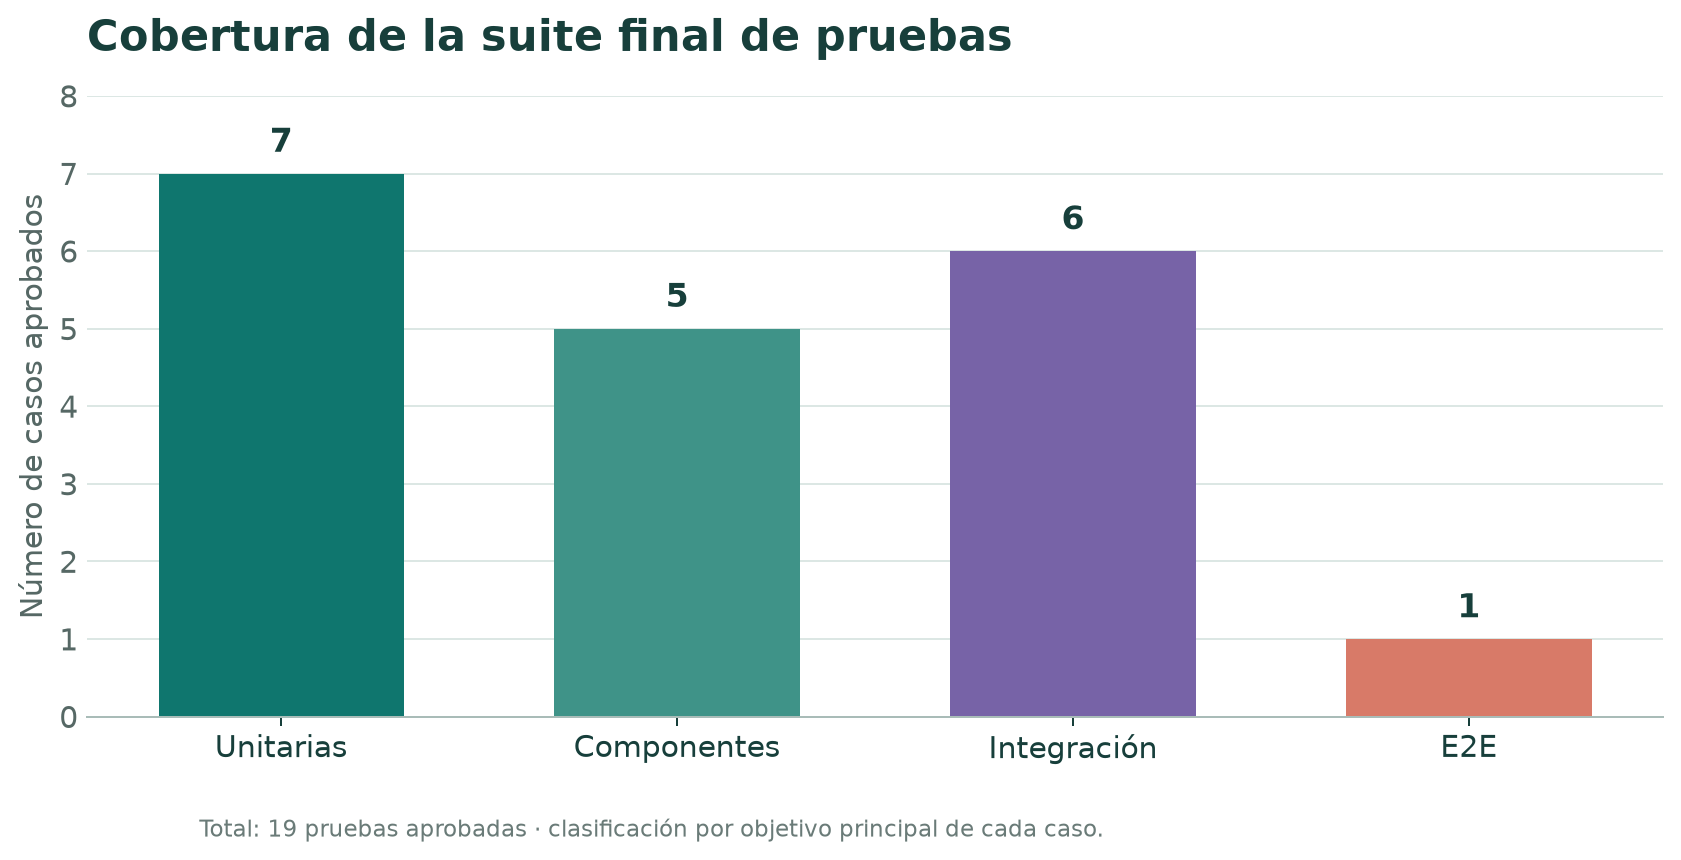 Cobertura de la suite final de pruebas
Número de casos aprobados
8
7
6
5
4
3
2
1
0
7
5
6
1
Unitarias
Componentes
Integración
E2E
Total: 19 pruebas aprobadas · clasificación por objetivo principal de cada caso.